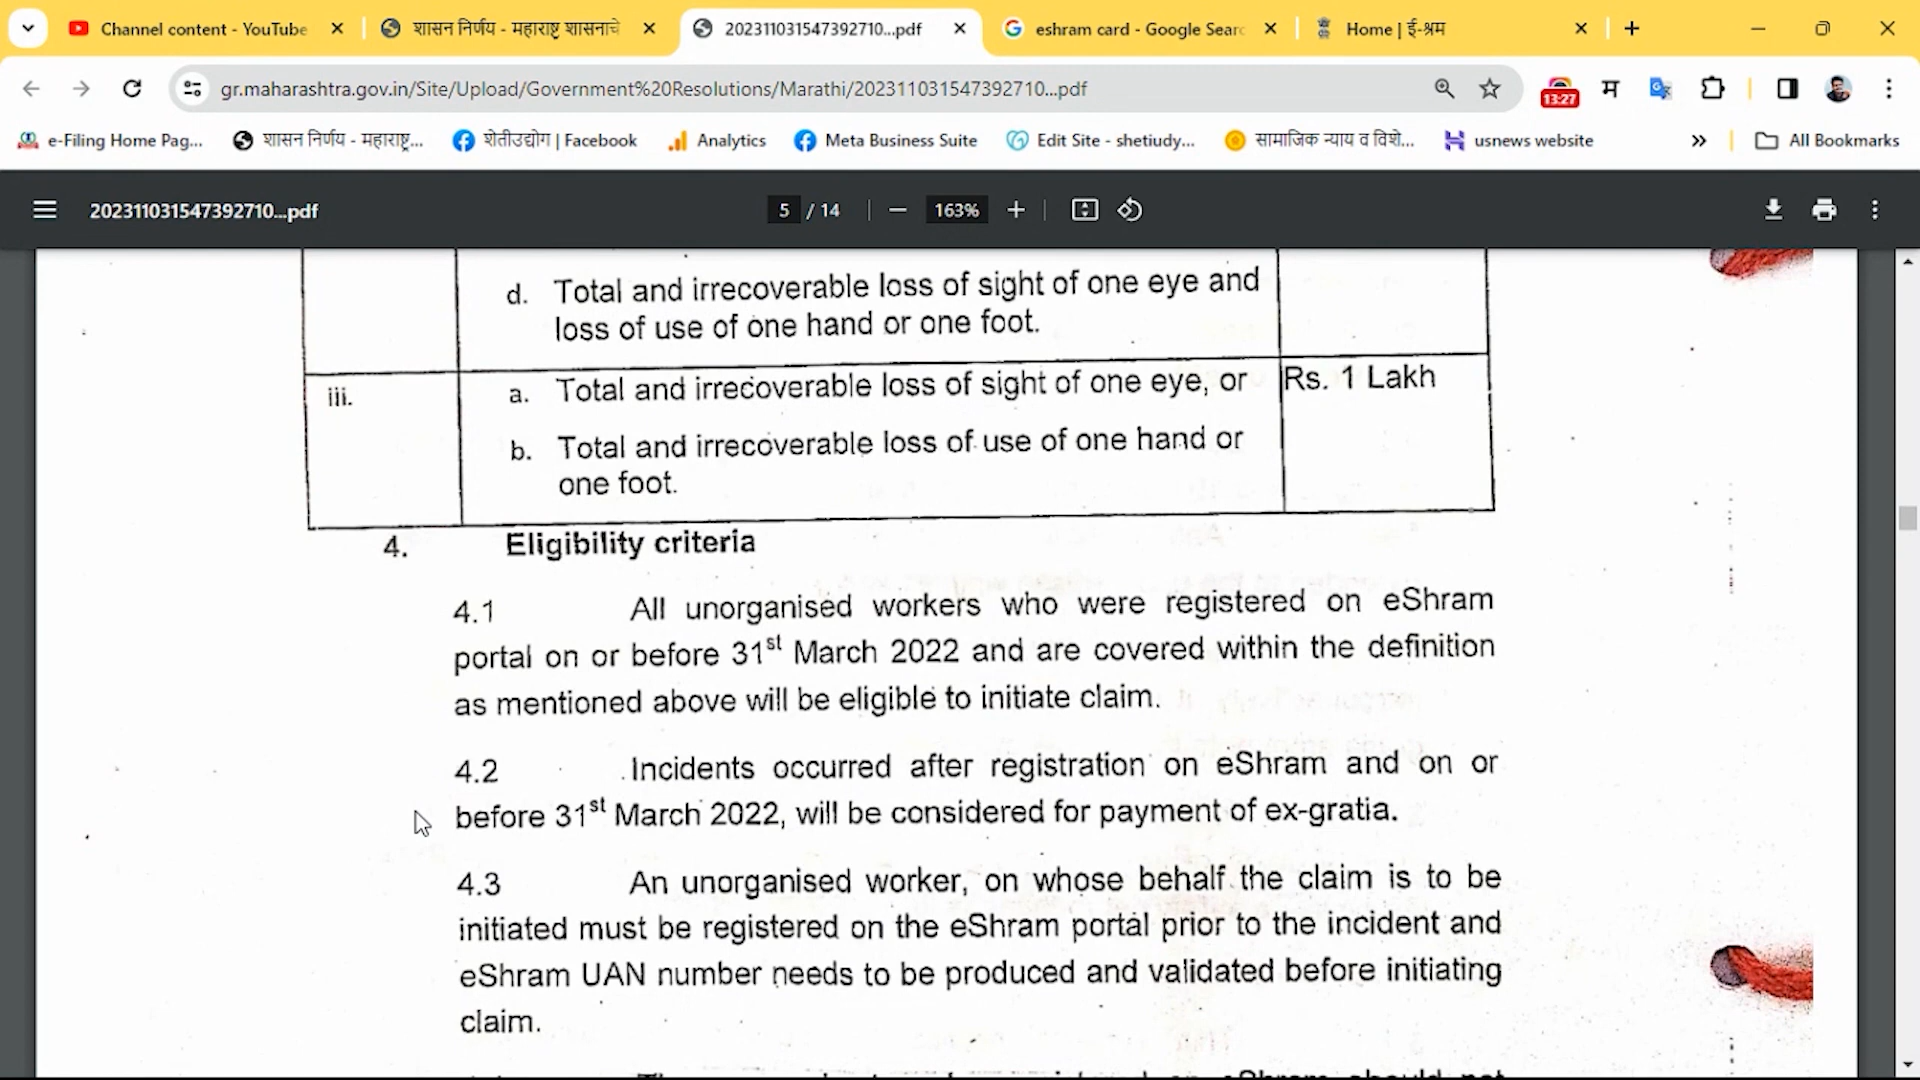 Channel content - YouTube
शासन निर्णय - महाराष्ट्र शासनाचे
202311031547392710...pdf
eshram card - Google Searc
Home | ई-श्रम
gr.maharashtra.gov.in/Site/Upload/Government%20Resolutions/Marathi/202311031547392710...pdf
13:27
म
e-Filing Home Pag...
शासन निर्णय - महाराष्ट्र...
शेतीउद्योग | Facebook
Analytics
Meta Business Suite
Edit Site - shetiudy...
सामाजिक न्याय व विशे...
usnews website
All Bookmarks
202311031547392710...pdf
5 / 14
163%
d. Total and irrecoverable loss of sight of one eye and
loss of use of one hand or one foot.
iii. a. Total and irrecoverable loss of sight of one eye, or Rs. 1 Lakh
b. Total and irrecoverable loss of use of one hand or
one foot.
4. Eligibility criteria
4.1 All unorganised workers who were registered on eShram
portal on or before 31st March 2022 and are covered within the definition
as mentioned above will be eligible to initiate claim.
4.2 Incidents occurred after registration on eShram and on or
before 31st March 2022, will be considered for payment of ex-gratia.
4.3 An unorganised worker, on whose behalf the claim is to be
initiated must be registered on the eShram portal prior to the incident and
eShram UAN number needs to be produced and validated before initiating
claim.